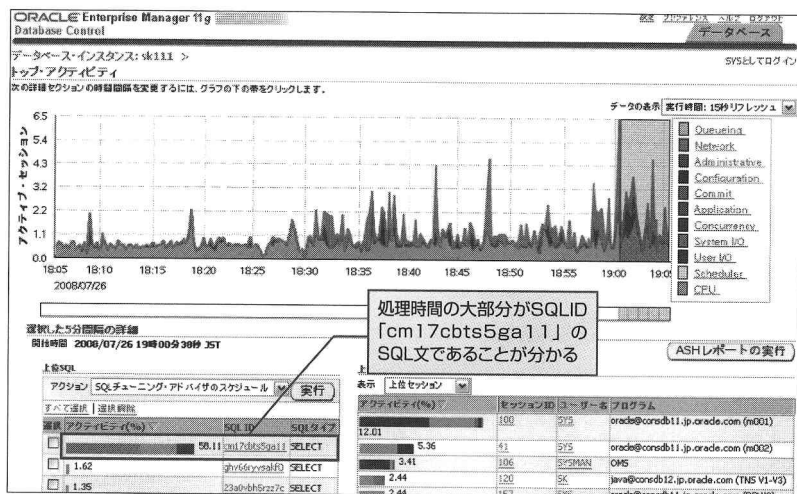 ORACLE Enterprise Manager 11g
Database Control
設定 プリファレンス ヘルプ ログアウト
データベース
データベース・インスタンス: sk111 >
SYSとしてログイン
トップ・アクティビティ
次の詳細セクションの時間間隔を変更するには、グラフの下の帯をクリックします。
データの表示 実行時間: 15秒リフレッシュ
アクティブ・セッション
6.5
5.4
4.3
3.2
2.2
1.1
0.0
18:05 18:10 18:15 18:20 18:25 18:30 18:35 18:40 18:45 18:50 18:55 19:00 19:05
2008/07/26
Queueing
Network
Administrative
Configuration
Commit
Application
Concurrency
System I/O
User I/O
Scheduler
CPU
処理時間の大部分がSQLID
「cm17cbts5ga11」の
SQL文であることが分かる
選択した5分間隔の詳細
開始時間 2008/07/26 19時00分38秒 JST
ASHレポートの実行
上位SQL
アクション SQLチューニング・アドバイザのスケジュール 実行
すべて選択 | 選択解除
選択 アクティビティ(%) SQL ID SQLタイプ
58.11 cm17cbts5ga11 SELECT
1.62 SELECT
1.35 23a0vbh5rzz7c SELECT
表示 上位セッション
アクティビティ(%) セッションID ユーザー名 プログラム
12.01 100 SYS oracle@consdb11.jp.oracle.com (m001)
5.36 41 SYS oracle@consdb11.jp.oracle.com (m002)
3.41 106 SYSMAN OMS
2.44 120 SK java@consdb12.jp.oracle.com (TNS V1-V3)
2.44